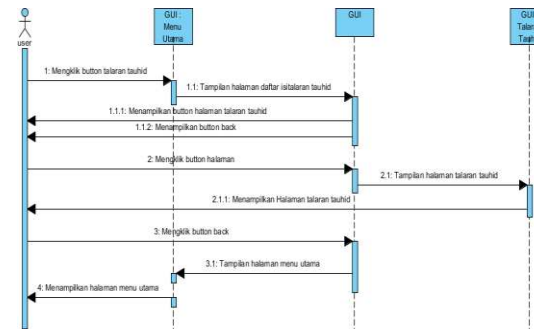 GUI :
Menu
Utama
GUI
GUI
user
1: Mengklik button talaran tauhid
1.1: Tampilan halaman daftar isitalaran tauhid
1.1.1: Menampilkan button halaman talaran tauhid
1.1.2: Menampilkan button back
2: Mengklik button halaman
2.1: Tampilan halaman talaran tauhid
2.1.1: Menampilkan Halaman talaran tauhid
3: Mengklik button back
3.1: Tampilan halaman menu utama
4: Menampilkan halaman menu utama